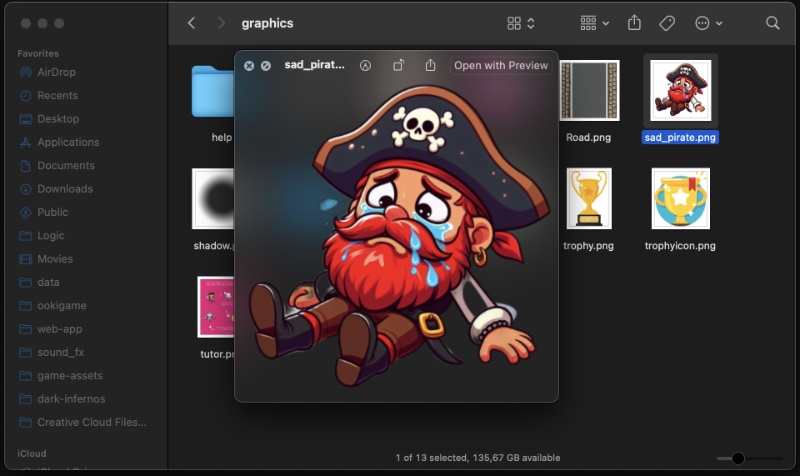 graphics
Favorites
AirDrop
Recents
Desktop
Applications
Documents
Downloads
Public
Logic
Movies
data
ookigame
web-app
sound_fx
game-assets
dark-infernos
Creative Cloud Files...
iCloud
sad_pirat...
Open with Preview
help
Road.png
sad_pirate.png
shadow.p
trophy.png
trophyicon.png
tutor.pn
1 of 13 selected, 135,67 GB available